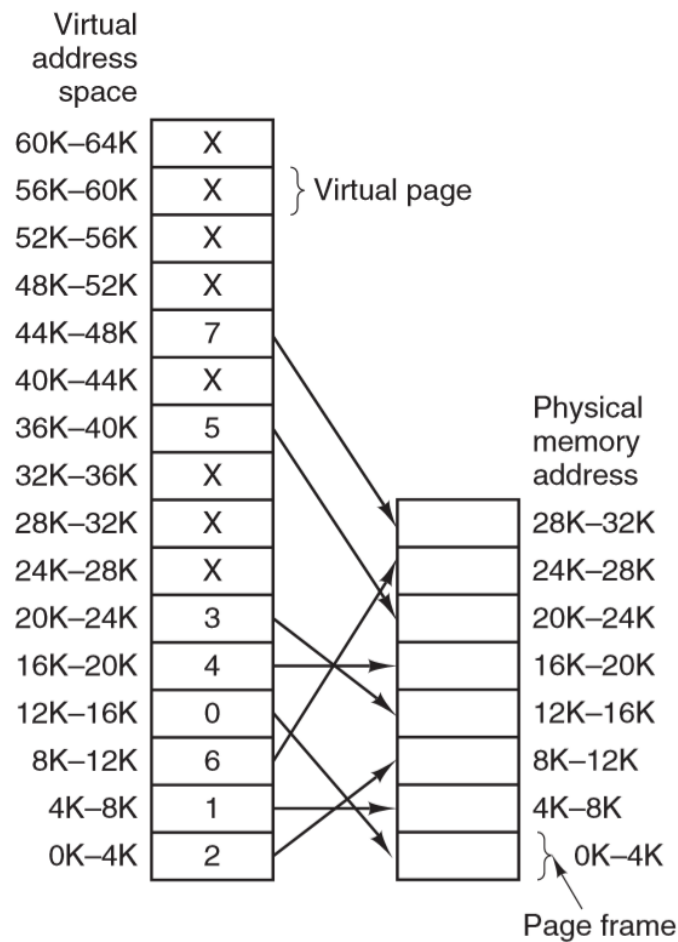 Virtual
address
space
60K–64K X
56K–60K X Virtual page
52K–56K X
48K–52K X
44K–48K 7
40K–44K X
36K–40K 5
32K–36K X
28K–32K X
24K–28K X
20K–24K 3
16K–20K 4
12K–16K 0
8K–12K 6
4K–8K 1
0K–4K 2
Physical
memory
address
28K–32K
24K–28K
20K–24K
16K–20K
12K–16K
8K–12K
4K–8K
0K–4K
Page frame